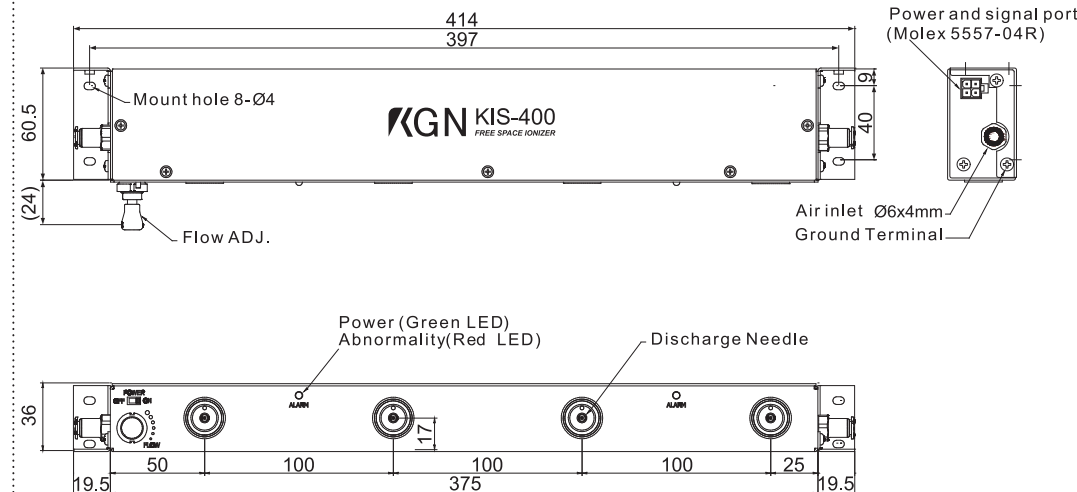 414
397
Power and signal port
(Molex 5557-04R)
60.5
Mount hole 8-Ø4
KGN KIS-400
FREE SPACE IONIZER
9
40
(24)
Flow ADJ.
Air inlet Ø6x4mm
Ground Terminal
Power (Green LED)
Abnormality(Red LED)
Discharge Needle
36
POWER
OFF ON
ALARM
ALARM
FLOW
17
50 100 100 100 25
19.5 375 19.5